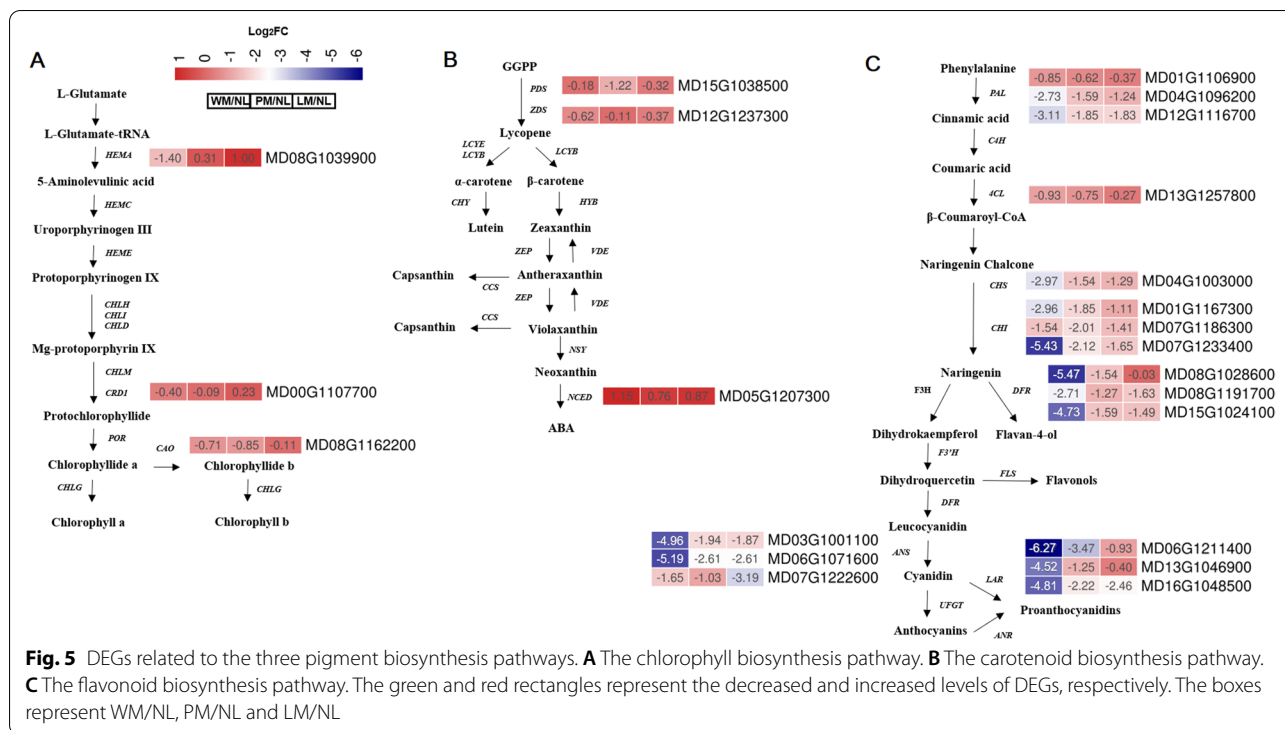 Log2FC
1 0 -1 -2 -3 -4 -5 -6
WM/NL PM/NL LM/NL
A
L-Glutamate
L-Glutamate-tRNA
HEMA
-1.40 0.31 1.00 MD08G1039900
5-Aminolevulinic acid
HEMC
Uroporphyrinogen III
HEME
Protoporphyrinogen IX
CHLH
CHLI
CHLD
Mg-protoporphyrin IX
CHLM
CRD1
-0.40 -0.09 0.23 MD00G1107700
Protochlorophyllide
POR
CAO
-0.71 -0.85 -0.11 MD08G1162200
Chlorophyllide a
Chlorophyllide b
CHLG
CHLG
Chlorophyll a
Chlorophyll b
B
GGPP
PDS
-0.18 -1.22 -0.32 MD15G1038500
ZDS
-0.62 -0.11 -0.37 MD12G1237300
Lycopene
LCYE
LCYB
LCYB
α-carotene
β-carotene
CHY
HYB
Lutein
Zeaxanthin
ZEP
VDE
Capsanthin
Antheraxanthin
CCS
ZEP
VDE
CCS
Capsanthin
Violaxanthin
NSY
Neoxanthin
NCED
1.15 0.76 0.87 MD05G1207300
ABA
C
Phenylalanine
PAL
-0.85 -0.62 -0.37 MD01G1106900
-2.73 -1.59 -1.24 MD04G1096200
-3.11 -1.85 -1.83 MD12G1116700
Cinnamic acid
C4H
Coumaric acid
4CL
-0.93 -0.75 -0.27 MD13G1257800
β-Coumaroyl-CoA
Naringenin Chalcone
CHS
-2.97 -1.54 -1.29 MD04G1003000
CHI
-2.96 -1.85 -1.11 MD01G1167300
-1.54 -2.01 -1.41 MD07G1186300
-5.43 -2.12 -1.65 MD07G1233400
Naringenin
F3H
DFR
-5.47 -1.54 -0.03 MD08G1028600
-2.71 -1.27 -1.63 MD08G1191700
-4.73 -1.59 -1.49 MD15G1024100
Dihydrokaempferol
Flavan-4-ol
F3'H
Dihydroquercetin
FLS
Flavonols
DFR
Leucocyanidin
ANS
-4.96 -1.94 -1.87 MD03G1001100
-5.19 -2.61 -2.61 MD06G1071600
-1.65 -1.03 -3.19 MD07G1222600
Cyanidin
LAR
-6.27 -3.47 -0.93 MD06G1211400
-4.52 -1.25 -0.40 MD13G1046900
-4.81 -2.22 -2.46 MD16G1048500
UFGT
Proanthocyanidins
Anthocyanins
ANR
Fig. 5 DEGs related to the three pigment biosynthesis pathways. A The chlorophyll biosynthesis pathway. B The carotenoid biosynthesis pathway.
C The flavonoid biosynthesis pathway. The green and red rectangles represent the decreased and increased levels of DEGs, respectively. The boxes
represent WM/NL, PM/NL and LM/NL